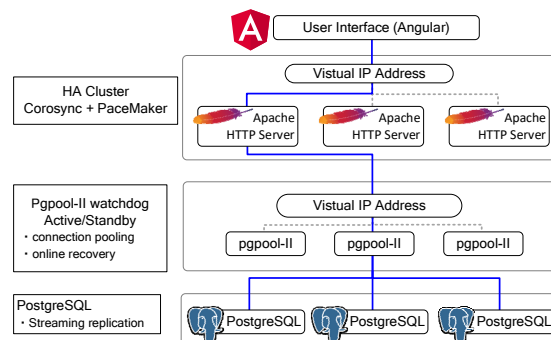 User Interface (Angular)
Vistual IP Address
HA Cluster
Corosync + PaceMaker
Apache
HTTP Server
Apache
HTTP Server
Apache
HTTP Server
Pgpool-II watchdog
Active/Standby
・connection pooling
・online recovery
Vistual IP Address
pgpool-II
pgpool-II
pgpool-II
PostgreSQL
・Streaming replication
PostgreSQL
PostgreSQL
PostgreSQL